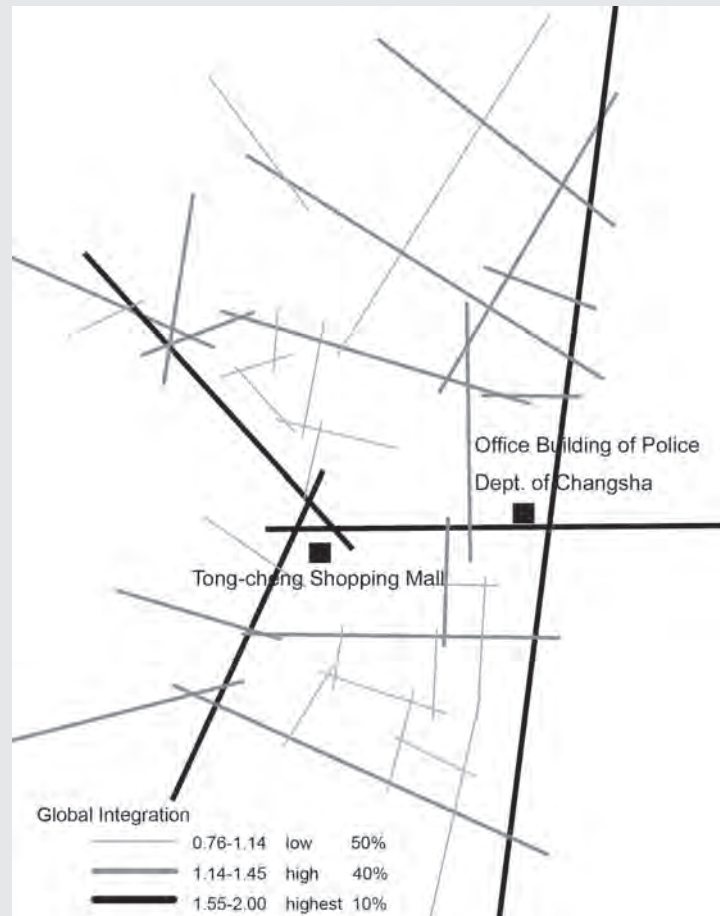 Office Building of Police
Dept. of Changsha
Tong-cheng Shopping Mall
Global Integration
0.76-1.14 low 50%
1.14-1.45 high 40%
1.55-2.00 highest 10%